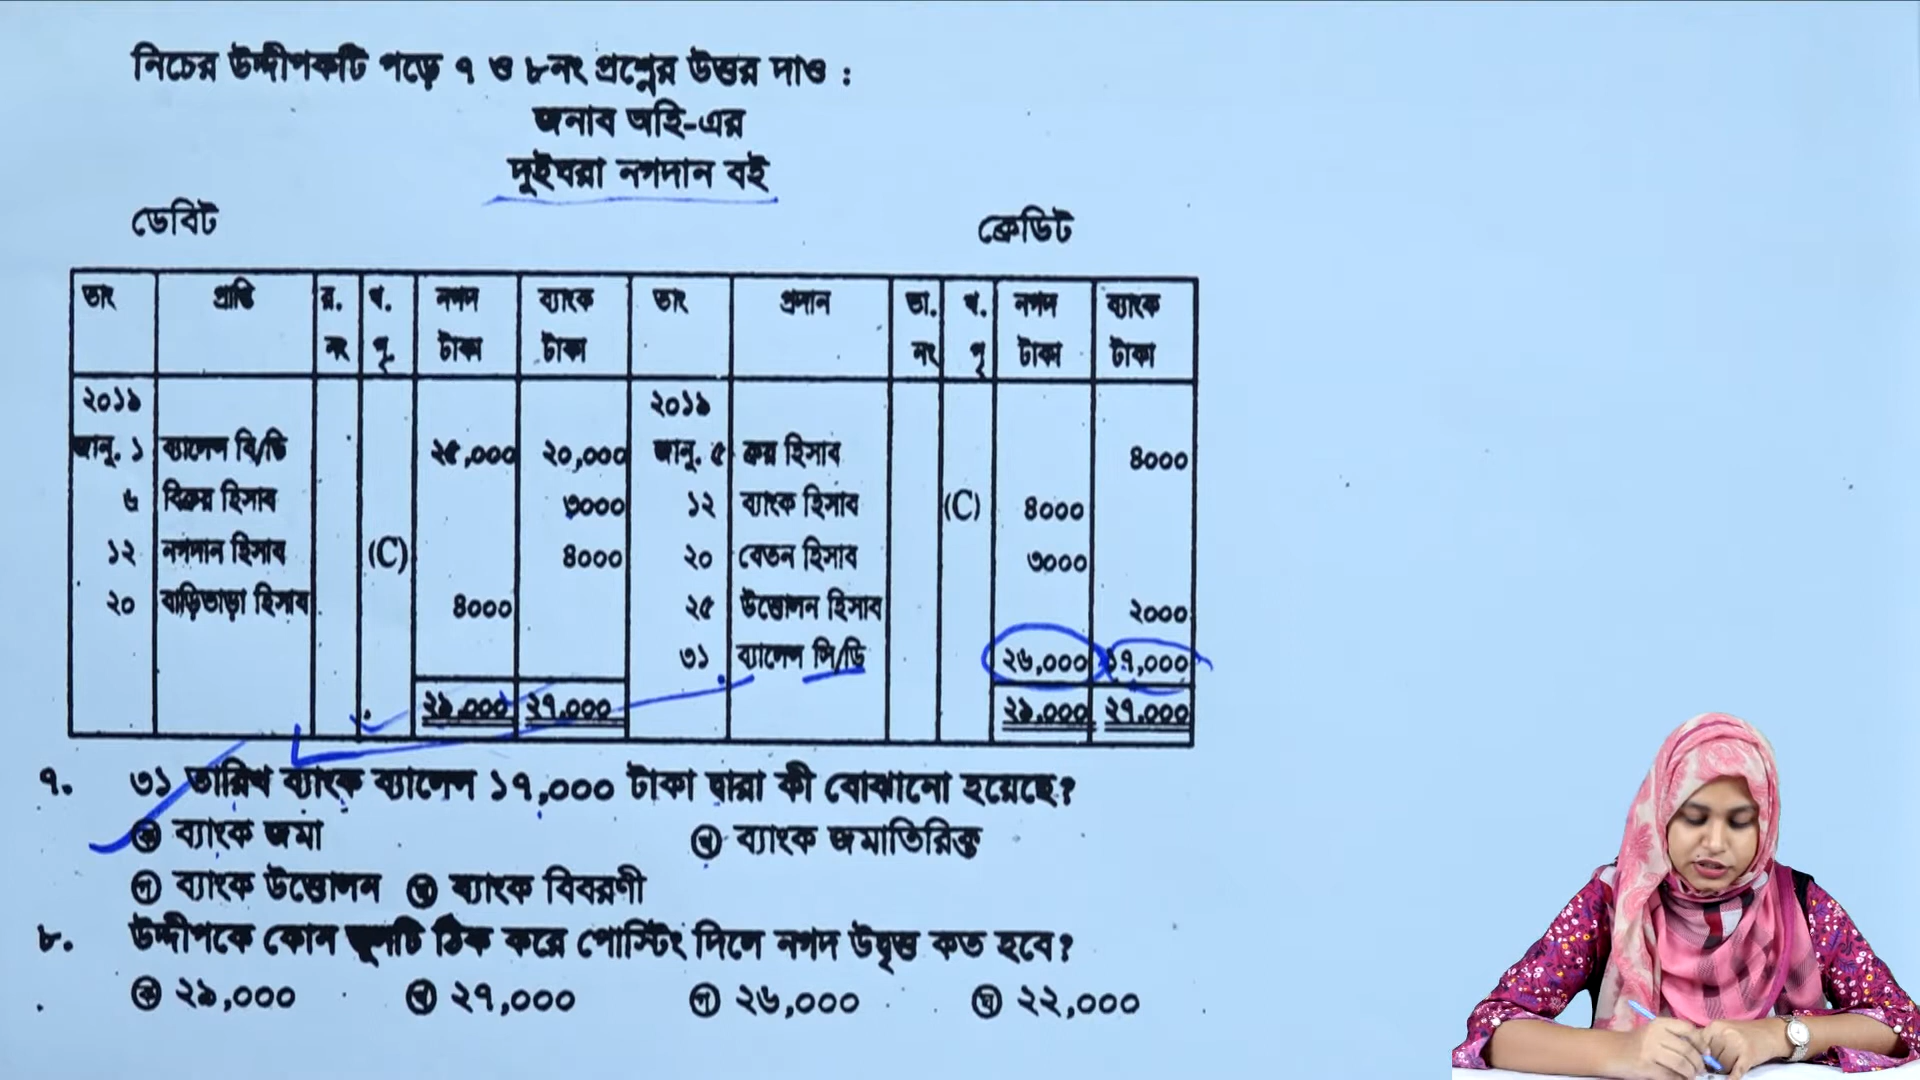 নিচের উদ্দীপকটি পড়ে ৭ ও ৮নং প্রশ্নের উত্তর দাও :
জনাব অহি-এর
দুইঘরা নগদান বই
ডেবিট ক্রেডিট
তাং প্রাপ্তি র. নং খ. পৃ. নগদ টাকা ব্যাংক টাকা তাং প্রদান ভা. নং খ. পৃ নগদ টাকা ব্যাংক টাকা
২০১৯ ২০১৯
জানু. ১ ব্যালেন্স বি/ডি ২৫,০০০ ২০,০০০ জানু. ৫ ক্রয় হিসাব ৪০০০
৬ বিক্রয় হিসাব ৩০০০ ১২ ব্যাংক হিসাব (C) ৪০০০
১২ নগদান হিসাব (C) ৪০০০ ২০ বেতন হিসাব ৩০০০
২০ বাড়িভাড়া হিসাব ৪০০০ ২৫ উত্তোলন হিসাব ২০০০
৩১ ব্যালেন্স সি/ডি ২৬,০০০ ১৭,০০০
২৯,০০০ ২৭,০০০ ২৯,০০০ ২৭,০০০
৭. ৩১ তারিখ ব্যাংক ব্যালেন্স ১৭,০০০ টাকা দ্বারা কী বোঝানো হয়েছে?
ক ব্যাংক জমা খ ব্যাংক জমাতিরিক্ত
গ ব্যাংক উত্তোলন ঘ ব্যাংক বিবরণী
৮. উদ্দীপকে কোন ভুলটি ঠিক করে পোস্টিং দিলে নগদ উদ্বৃত্ত কত হবে?
ক ২৯,০০০ খ ২৭,০০০ গ ২৬,০০০ ঘ ২২,০০০